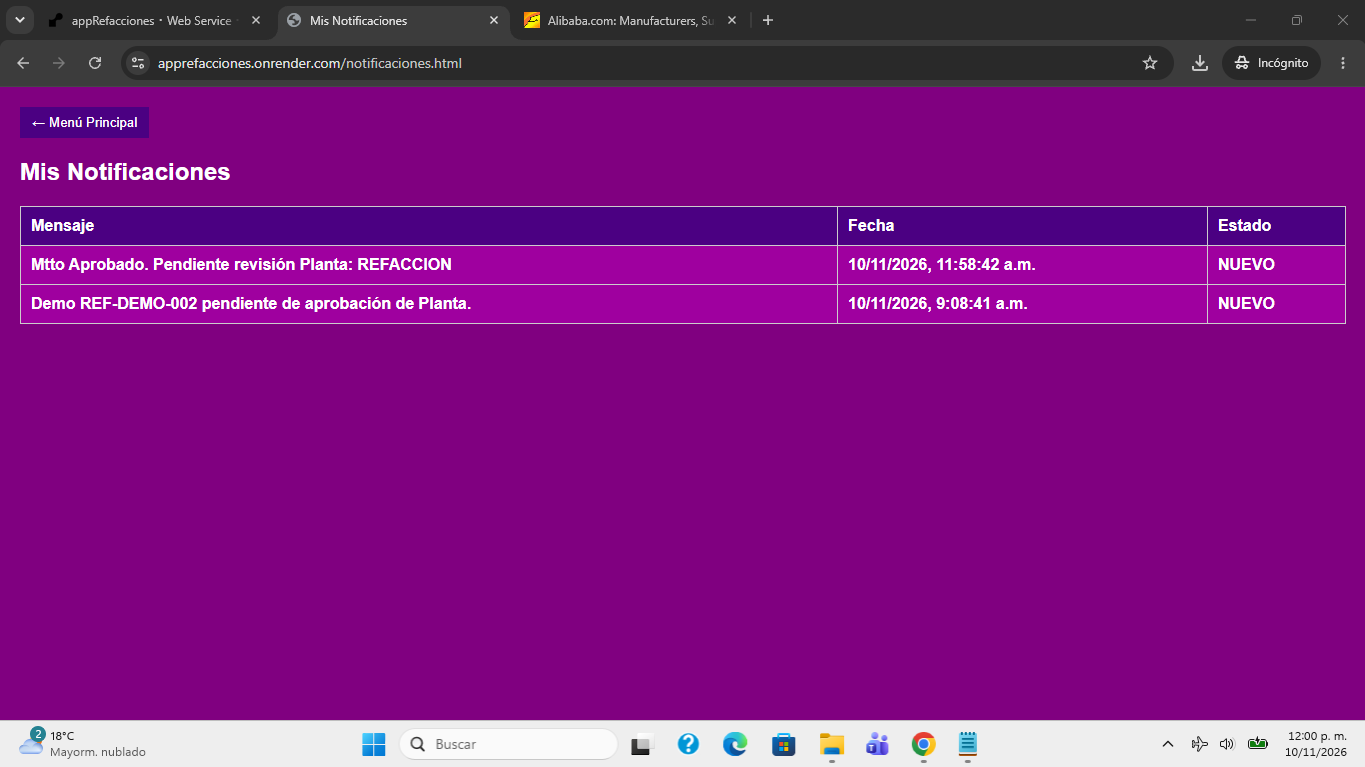 appRefacciones · Web Service
Mis Notificaciones
Alibaba.com: Manufacturers, Su
apprefacciones.onrender.com/notificaciones.html
Incógnito
← Menú Principal
Mis Notificaciones
Mensaje Fecha Estado
Mtto Aprobado. Pendiente revisión Planta: REFACCION 10/11/2026, 11:58:42 a.m. NUEVO
Demo REF-DEMO-002 pendiente de aprobación de Planta. 10/11/2026, 9:08:41 a.m. NUEVO
2
18°C
Mayorm. nublado
Buscar
12:00 p. m.
10/11/2026